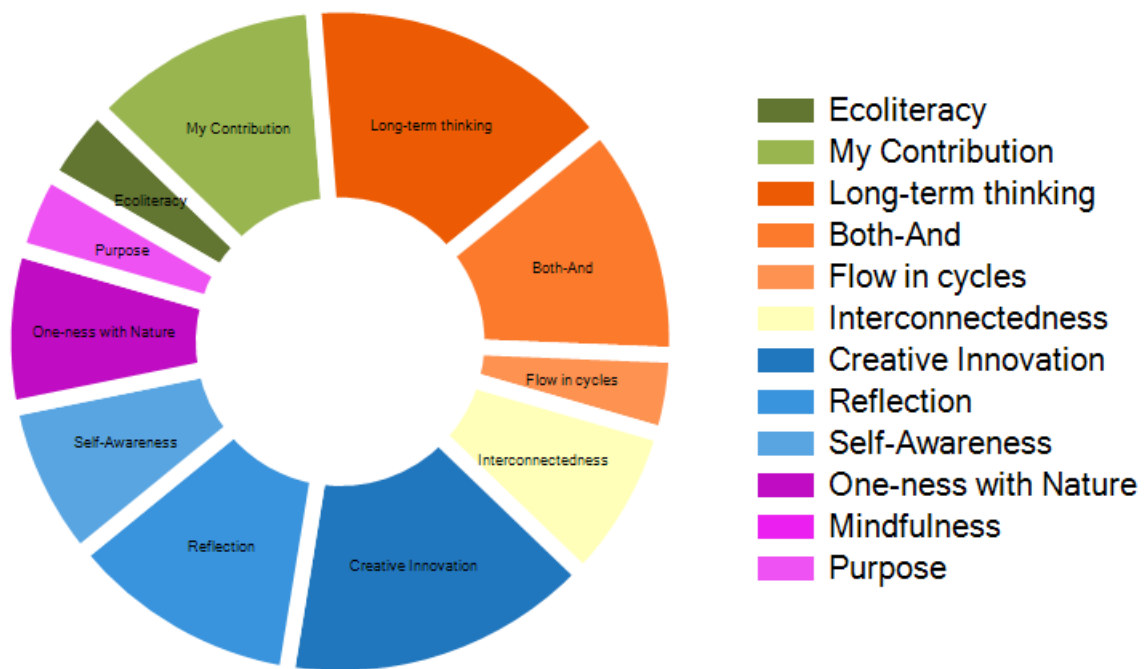 My Contribution
Long-term thinking
Ecoliteracy
Both-And
Purpose
One-ness with Nature
Flow in cycles
Self-Awareness
Interconnectedness
Reflection
Creative Innovation
Ecoliteracy
My Contribution
Long-term thinking
Both-And
Flow in cycles
Interconnectedness
Creative Innovation
Reflection
Self-Awareness
One-ness with Nature
Mindfulness
Purpose